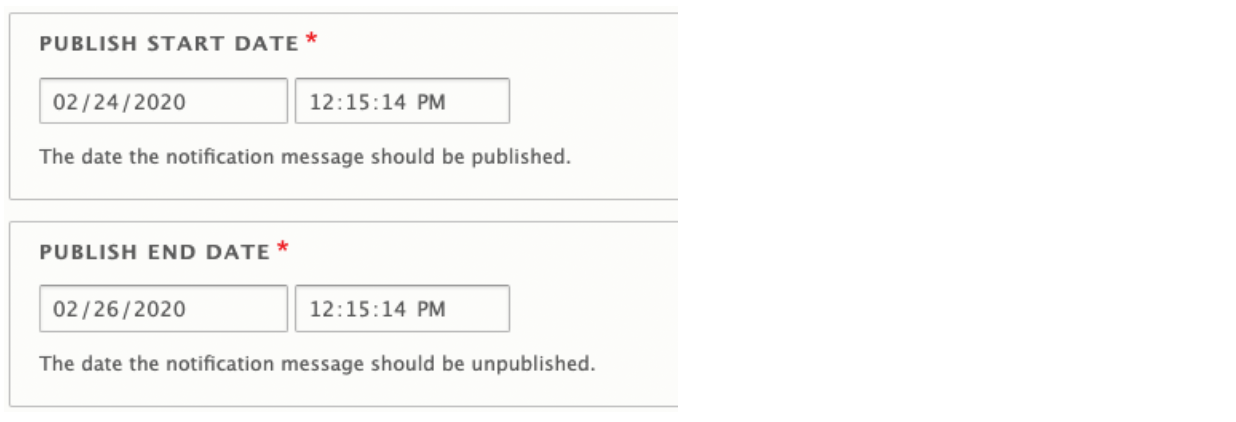 PUBLISH START DATE *
02/24/2020 12:15:14 PM
The date the notification message should be published.
PUBLISH END DATE *
02/26/2020 12:15:14 PM
The date the notification message should be unpublished.